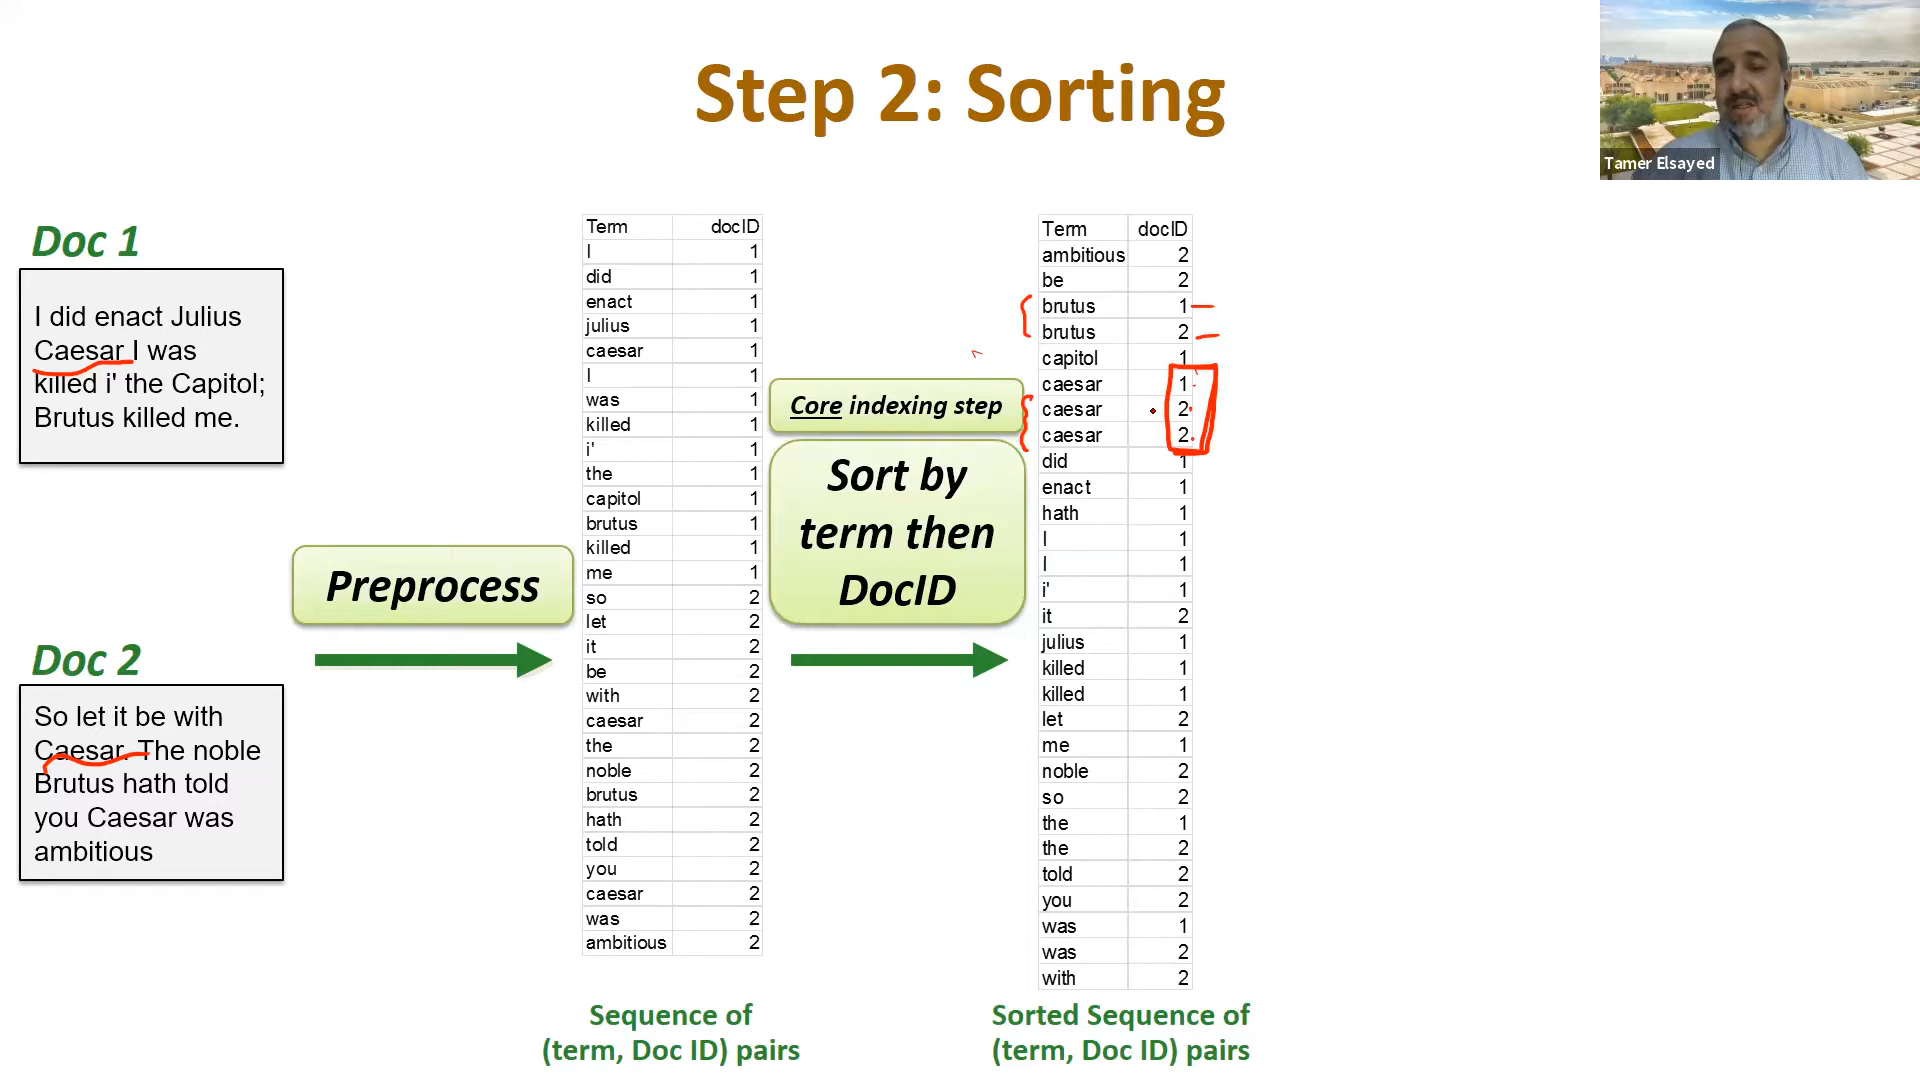 Step 2: Sorting
Tamer Elsayed
Doc 1
I did enact Julius
Caesar I was
killed i' the Capitol;
Brutus killed me.
Doc 2
So let it be with
Caesar. The noble
Brutus hath told
you Caesar was
ambitious
Preprocess
Term docID
I 1
did 1
enact 1
julius 1
caesar 1
I 1
was 1
killed 1
i' 1
the 1
capitol 1
brutus 1
killed 1
me 1
so 2
let 2
it 2
be 2
with 2
caesar 2
the 2
noble 2
brutus 2
hath 2
told 2
you 2
caesar 2
was 2
ambitious 2
Sequence of
(term, Doc ID) pairs
Core indexing step
Sort by
term then
DocID
Term docID
ambitious 2
be 2
brutus 1
brutus 2
capitol 1
caesar 1
caesar 2
caesar 2
did 1
enact 1
hath 1
I 1
I 1
i' 1
it 2
julius 1
killed 1
killed 1
let 2
me 1
noble 2
so 2
the 1
the 2
told 2
you 2
was 1
was 2
with 2
Sorted Sequence of
(term, Doc ID) pairs